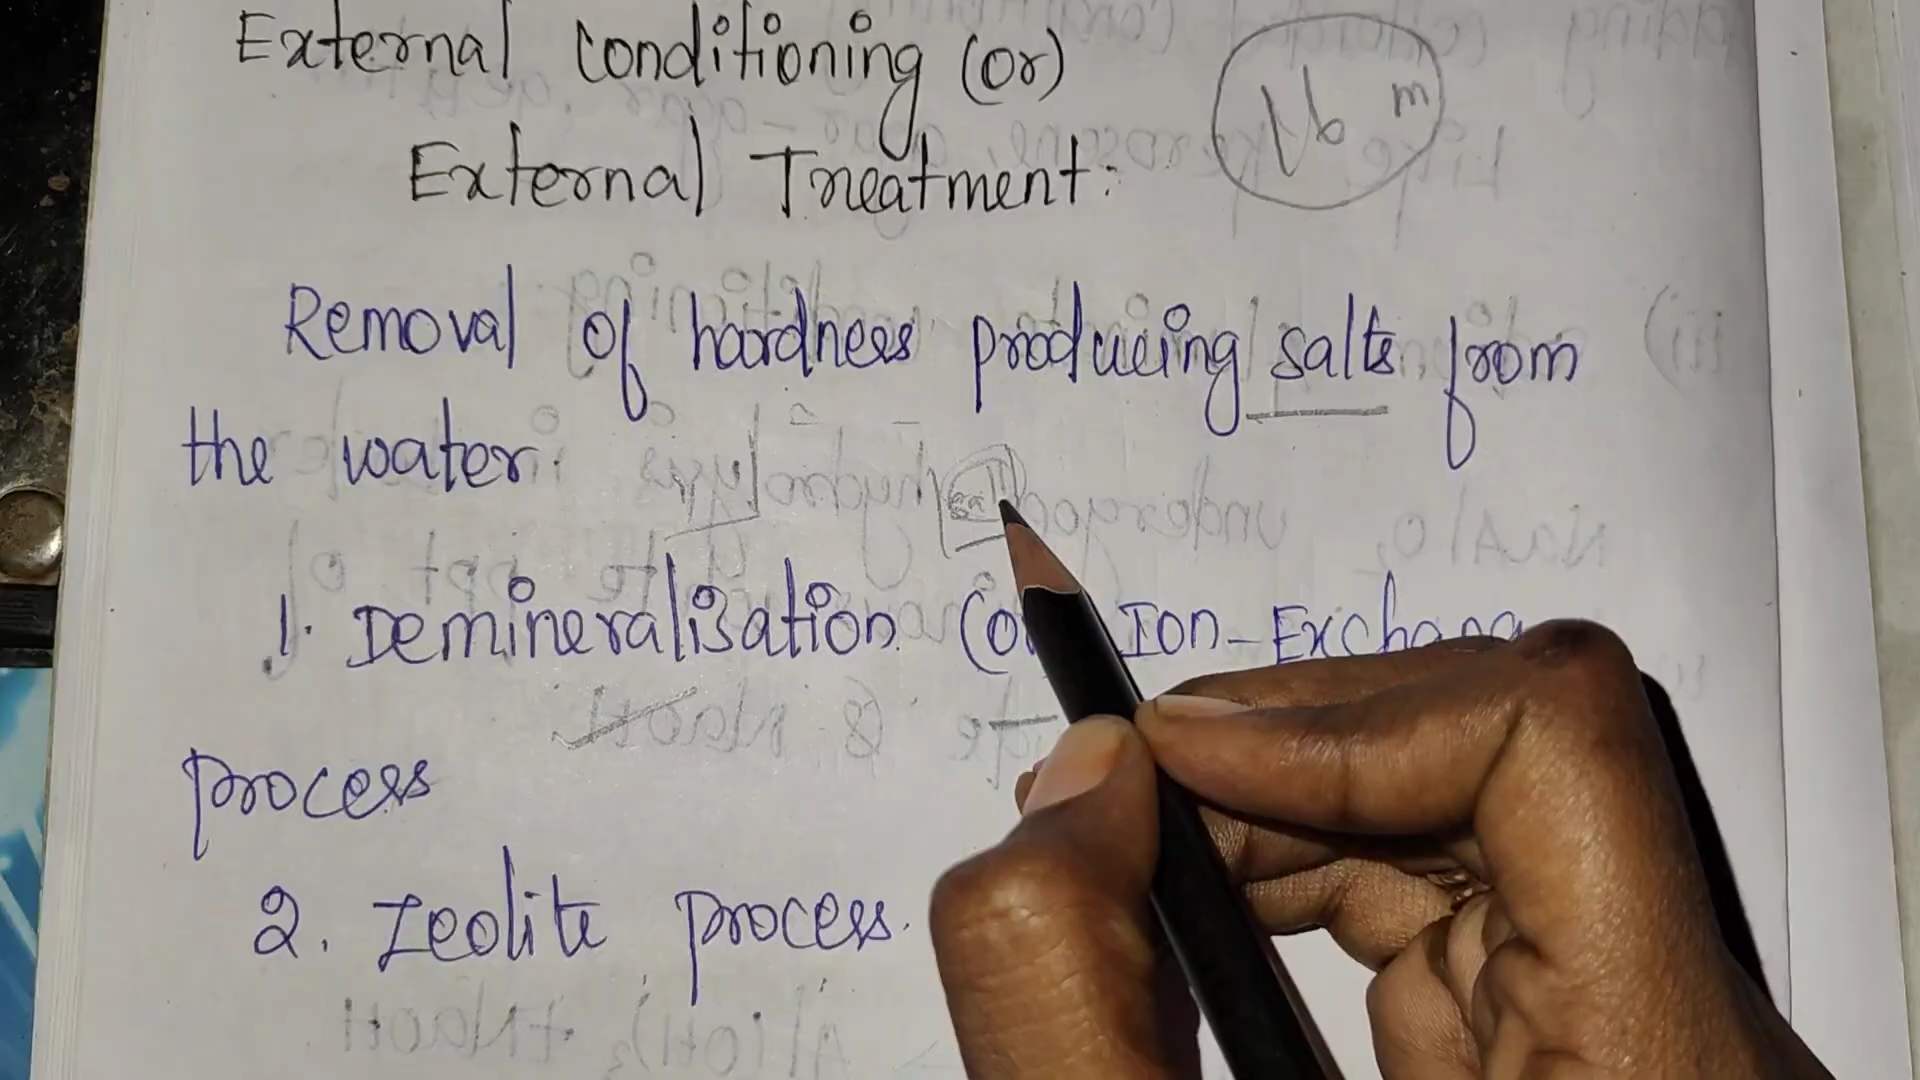 External conditioning (or)
16 m
External Treatment:
Removal of hardness producing salts from
the water.
1. Demineralisation (or Ion-Exchang
process
2. Zeolite process.